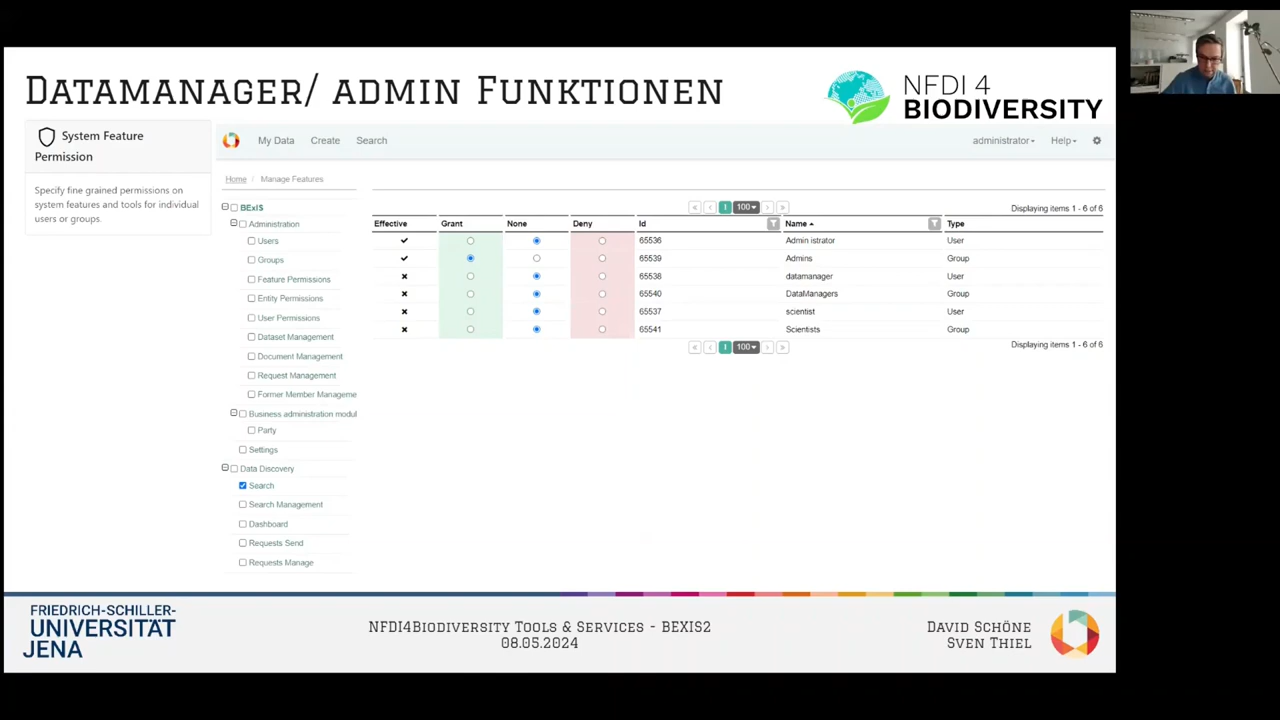 DATAMANAGER/ ADMIN FUNKTIONEN
NFDI 4
BIODIVERSITY
System Feature
Permission
Specify fine grained permissions on
system features and tools for individual
users or groups.
My Data Create Search
administrator Help
Home / Manage Features
BExIS
Administration
Users
Groups
Feature Permissions
Entity Permissions
User Permissions
Dataset Management
Document Management
Request Management
Former Member Manageme
Business administration modul
Party
Settings
Data Discovery
Search
Search Management
Dashboard
Requests Send
Requests Manage
« ‹ 1 100 › »
Displaying items 1 - 6 of 6
Effective Grant None Deny Id Name Type
65536 Admin istrator User
65539 Admins Group
65538 datamanager User
65540 DataManagers Group
65537 scientist User
65541 Scientists Group
« ‹ 1 100 › »
Displaying items 1 - 6 of 6
FRIEDRICH-SCHILLER-
UNIVERSITÄT
JENA
NFDI4BIODIVERSITY TOOLS & SERVICES - BEXIS2
08.05.2024
DAVID SCHÖNE
SVEN THIEL